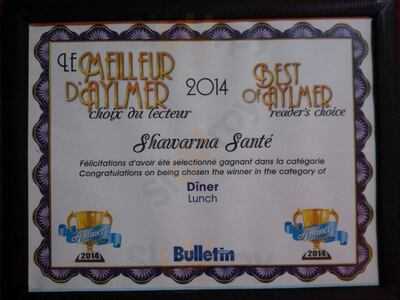 LE MEILLEUR
D'AYLMER
choix du lecteur
2014
BEST
OF AYLMER
reader's choice
Shawarma Santé
Félicitations d'avoir été selectionné gagnant dans la catégorie
Congratulations on being chosen the winner in the category of
Dîner
Lunch
2014
Bulletin
2014